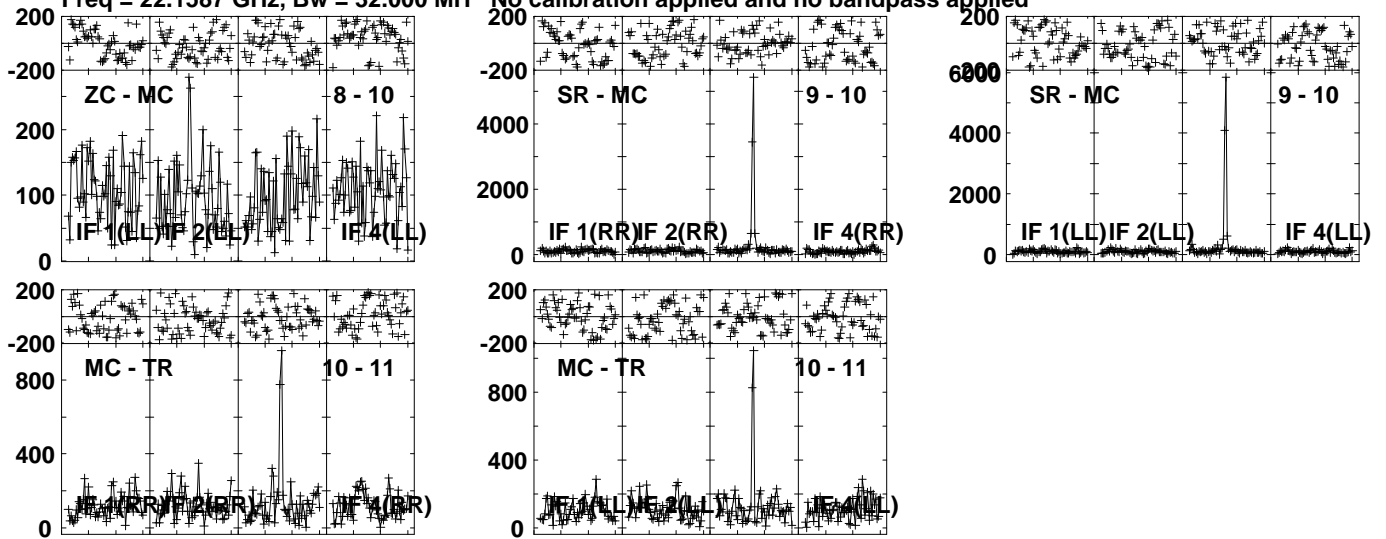 Freq = 22.1587 GHz, Bw = 32.000 MH No calibration applied and no bandpass applied
200
-200
ZC - MC 8 - 10
200
100
0
IF 1(LL) IF 2(LL) IF 4(LL)
200
-200
SR - MC 9 - 10
4000
2000
0
IF 1(RR) IF 2(RR) IF 4(RR)
200
-200
6000
SR - MC 9 - 10
4000
2000
0
IF 1(LL) IF 2(LL) IF 4(LL)
200
-200
MC - TR 10 - 11
800
400
0
IF 1(RR) IF 2(RR) IF 4(RR)
200
-200
MC - TR 10 - 11
800
400
0
IF 1(LL) IF 2(LL) IF 4(LL)